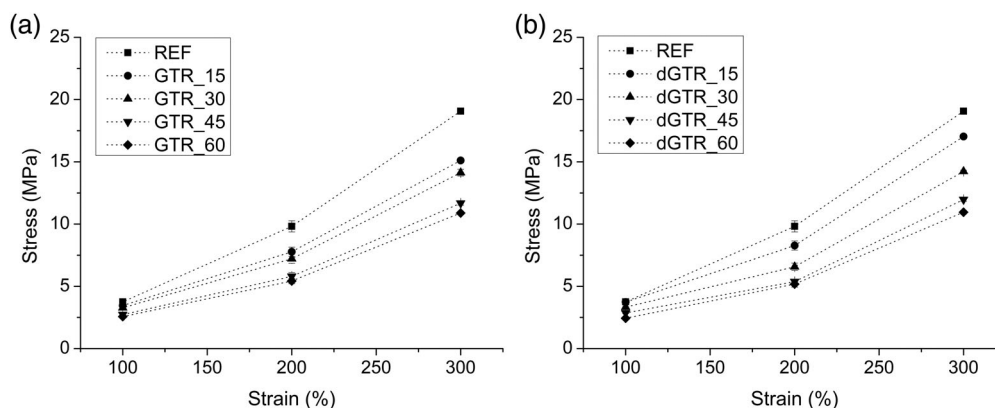 (a)
REF
GTR_15
GTR_30
GTR_45
GTR_60
25
20
15
10
5
0
Stress (MPa)
100
150
200
250
300
Strain (%)
(b)
REF
dGTR_15
dGTR_30
dGTR_45
dGTR_60
25
20
15
10
5
0
Stress (MPa)
100
150
200
250
300
Strain (%)